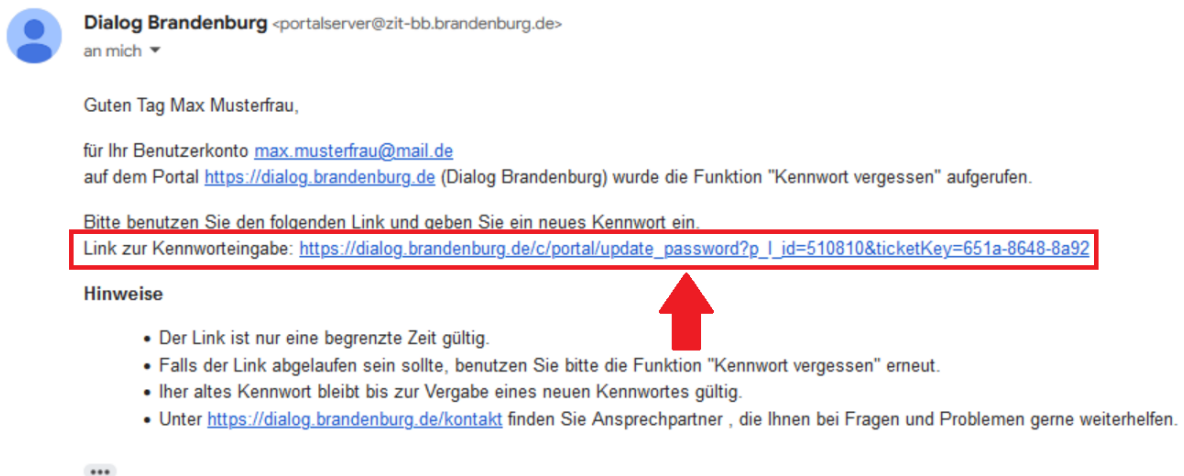 Dialog Brandenburg <portalserver@zit-bb.brandenburg.de>
an mich
Guten Tag Max Musterfrau,
für Ihr Benutzerkonto max.musterfrau@mail.de
auf dem Portal https://dialog.brandenburg.de (Dialog Brandenburg) wurde die Funktion "Kennwort vergessen" aufgerufen.
Bitte benutzen Sie den folgenden Link und geben Sie ein neues Kennwort ein.
Link zur Kennworteingabe: https://dialog.brandenburg.de/c/portal/update_password?p_l_id=510810&ticketKey=651a-8648-8a92
Hinweise
• Der Link ist nur eine begrenzte Zeit gültig.
• Falls der Link abgelaufen sein sollte, benutzen Sie bitte die Funktion "Kennwort vergessen" erneut.
• Iher altes Kennwort bleibt bis zur Vergabe eines neuen Kennwortes gültig.
• Unter https://dialog.brandenburg.de/kontakt finden Sie Ansprechpartner , die Ihnen bei Fragen und Problemen gerne weiterhelfen.